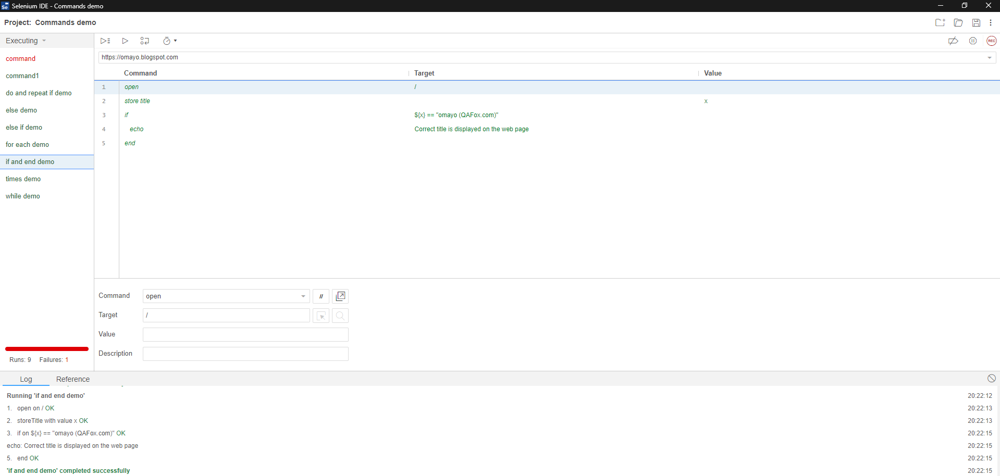 Se Selenium IDE - Commands demo
Project: Commands demo
Executing
command
command1
do and repeat if demo
else demo
else if demo
for each demo
if and end demo
times demo
while demo
Runs: 9 Failures: 1
REC
https://omayo.blogspot.com
Command Target Value
1 open /
2 store title x
3 if ${x} == "omayo (QAFox.com)"
4 echo Correct title is displayed on the web page
5 end
Command open //
Target /
Value
Description
Log Reference
Running 'if and end demo' 20:22:12
1. open on / OK 20:22:13
2. storeTitle with value x OK 20:22:13
3. if on ${x} == "omayo (QAFox.com)" OK 20:22:15
echo: Correct title is displayed on the web page 20:22:15
5. end OK 20:22:15
'if and end demo' completed successfully 20:22:15